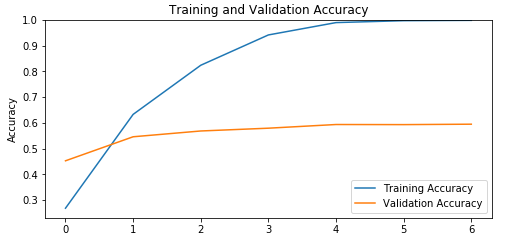 Training and Validation Accuracy
Accuracy
1.0
0.9
0.8
0.7
0.6
0.5
0.4
0.3
0 1 2 3 4 5 6
Training Accuracy
Validation Accuracy